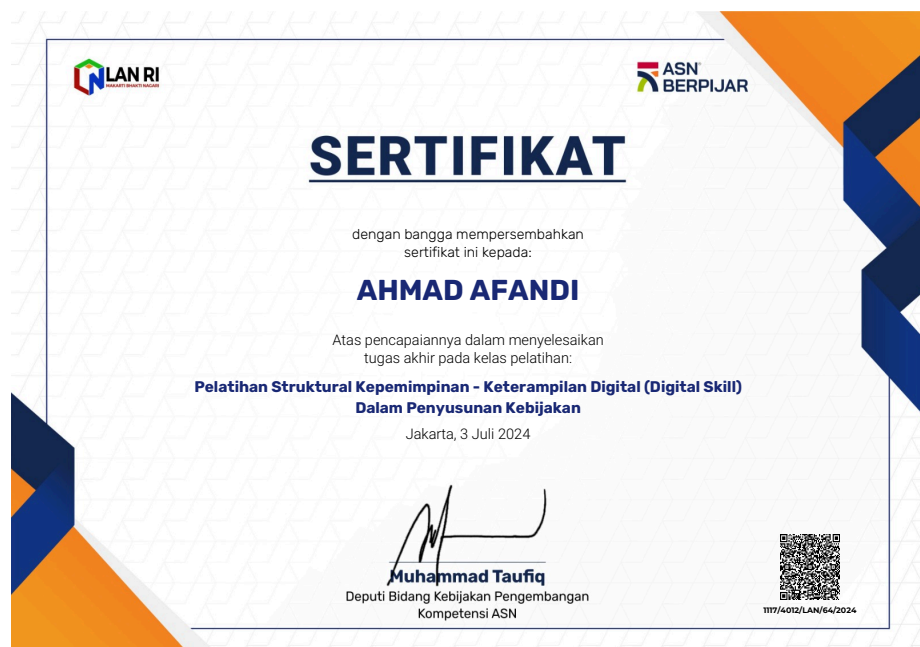 LAN RI
MAKARTI BHAKTI NAGARI
ASN
BERPIJAR
SERTIFIKAT
dengan bangga mempersembahkan
sertifikat ini kepada:
AHMAD AFANDI
Atas pencapaiannya dalam menyelesaikan
tugas akhir pada kelas pelatihan:
Pelatihan Struktural Kepemimpinan - Keterampilan Digital (Digital Skill)
Dalam Penyusunan Kebijakan
Jakarta, 3 Juli 2024
Muhammad Taufiq
Deputi Bidang Kebijakan Pengembangan
Kompetensi ASN
1117/4012/LAN/64/2024